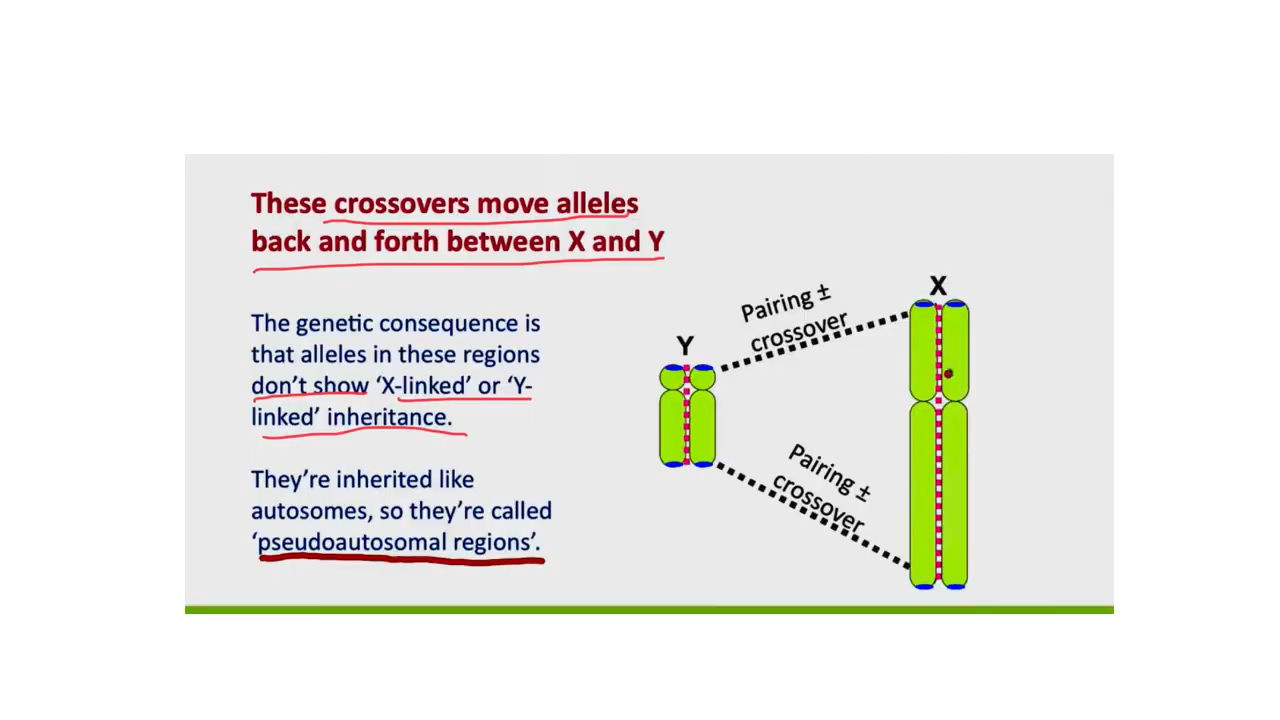 These crossovers move alleles
back and forth between X and Y
The genetic consequence is
that alleles in these regions
don’t show ‘X-linked’ or ‘Y-
linked’ inheritance.
They’re inherited like
autosomes, so they’re called
‘pseudoautosomal regions’.
Y
Pairing ±
crossover
X
Pairing ±
crossover